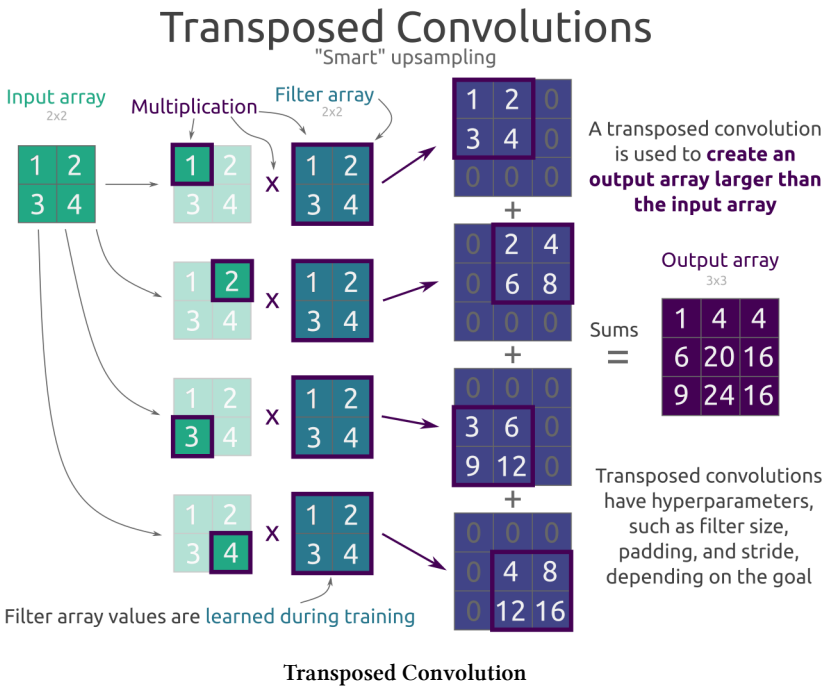 Transposed Convolutions
"Smart" upsampling
Input array
2x2
1 2
3 4
Multiplication
Filter array
2x2
1 2
3 4
x
1 2
3 4
1 2 0
3 4 0
0 0 0
+
1 2
3 4
x
1 2
3 4
0 2 4
0 6 8
0 0 0
+
1 2
3 4
x
1 2
3 4
0 0 0
3 6 0
9 12 0
+
1 2
3 4
x
1 2
3 4
0 0 0
0 4 8
0 12 16
Filter array values are learned during training
A transposed convolution
is used to create an
output array larger than
the input array
Sums
=
Output array
3x3
1 4 4
6 20 16
9 24 16
Transposed convolutions
have hyperparameters,
such as filter size,
padding, and stride,
depending on the goal
Transposed Convolution